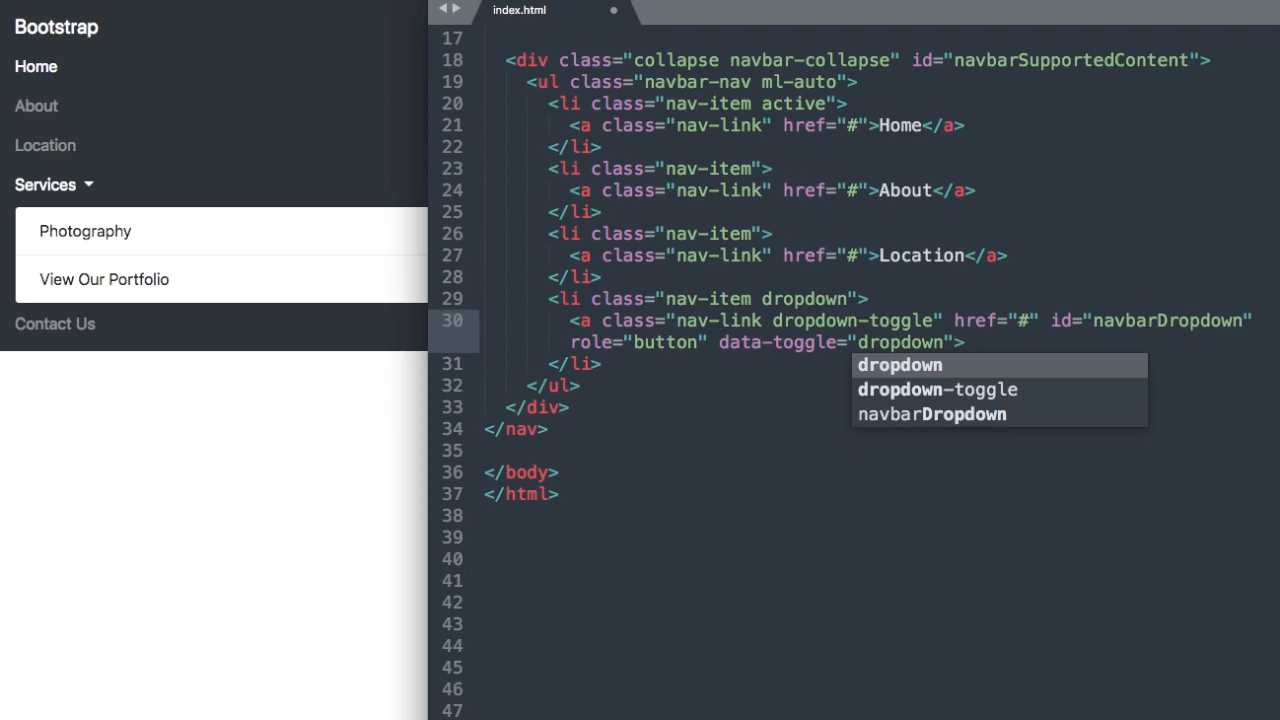 Bootstrap
Home
About
Location
Services
Photography
View Our Portfolio
Contact Us
index.html
17
18 <div class="collapse navbar-collapse" id="navbarSupportedContent">
19 <ul class="navbar-nav ml-auto">
20 <li class="nav-item active">
21 <a class="nav-link" href="#">Home</a>
22 </li>
23 <li class="nav-item">
24 <a class="nav-link" href="#">About</a>
25 </li>
26 <li class="nav-item">
27 <a class="nav-link" href="#">Location</a>
28 </li>
29 <li class="nav-item dropdown">
30 <a class="nav-link dropdown-toggle" href="#" id="navbarDropdown"
role="button" data-toggle="dropdown">
31 </li>
dropdown
32 </ul>
dropdown-toggle
33 </div>
navbarDropdown
34 </nav>
35
36 </body>
37 </html>
38
39
40
41
42
43
44
45
46
47